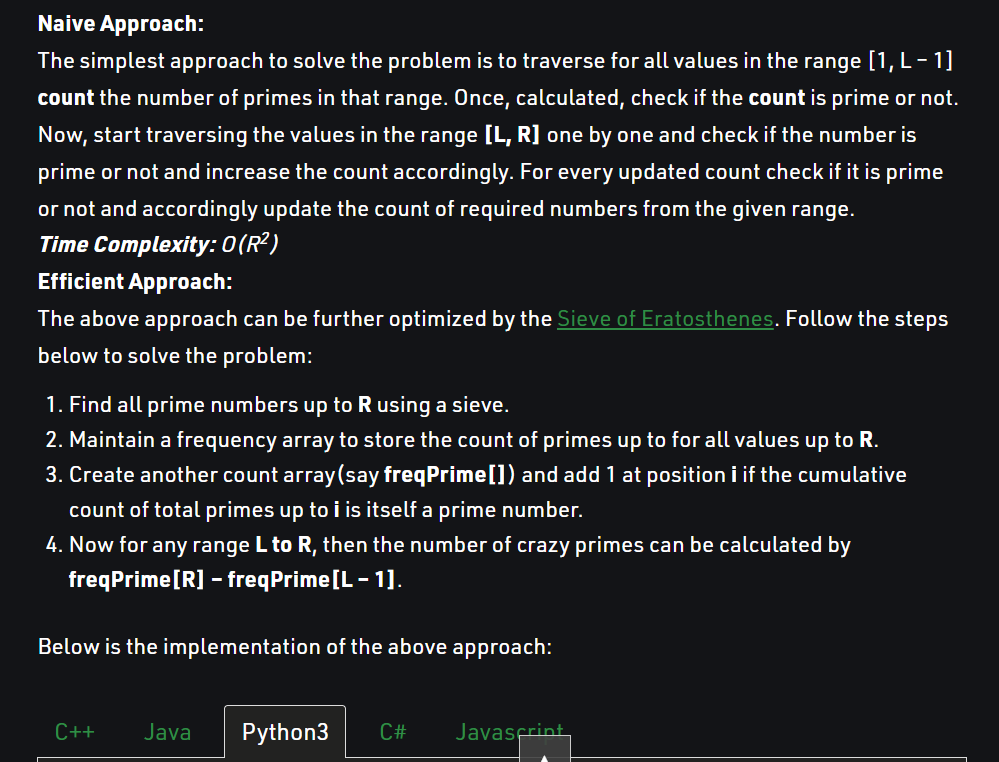 Naive Approach:
The simplest approach to solve the problem is to traverse for all values in the range [1, L – 1]
count the number of primes in that range. Once, calculated, check if the count is prime or not.
Now, start traversing the values in the range [L, R] one by one and check if the number is
prime or not and increase the count accordingly. For every updated count check if it is prime
or not and accordingly update the count of required numbers from the given range.
Time Complexity: O(R²)
Efficient Approach:
The above approach can be further optimized by the Sieve of Eratosthenes. Follow the steps
below to solve the problem:
1. Find all prime numbers up to R using a sieve.
2. Maintain a frequency array to store the count of primes up to for all values up to R.
3. Create another count array(say freqPrime[]) and add 1 at position i if the cumulative
count of total primes up to i is itself a prime number.
4. Now for any range L to R, then the number of crazy primes can be calculated by
freqPrime[R] – freqPrime[L – 1].
Below is the implementation of the above approach:
C++ Java Python3 C# Javascript